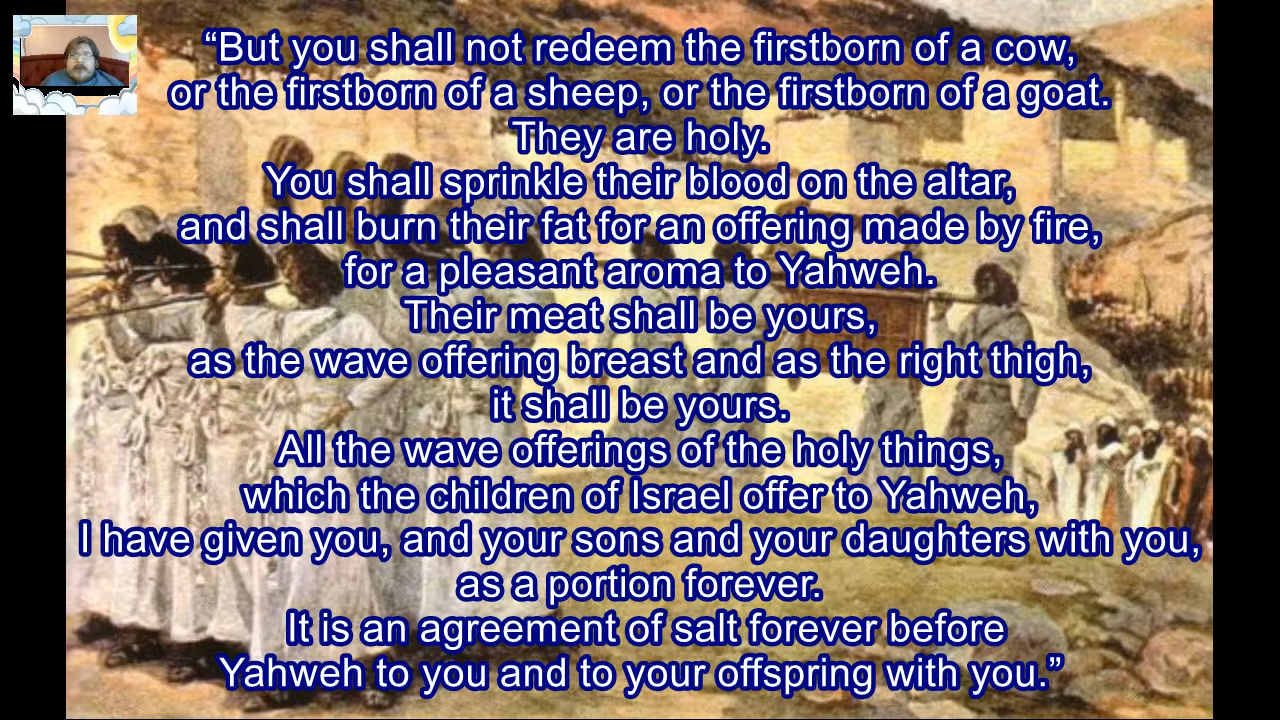 “But you shall not redeem the firstborn of a cow,
or the firstborn of a sheep, or the firstborn of a goat.
They are holy.
You shall sprinkle their blood on the altar,
and shall burn their fat for an offering made by fire,
for a pleasant aroma to Yahweh.
Their meat shall be yours,
as the wave offering breast and as the right thigh,
it shall be yours.
All the wave offerings of the holy things,
which the children of Israel offer to Yahweh,
I have given you, and your sons and your daughters with you,
as a portion forever.
It is an agreement of salt forever before
Yahweh to you and to your offspring with you.”